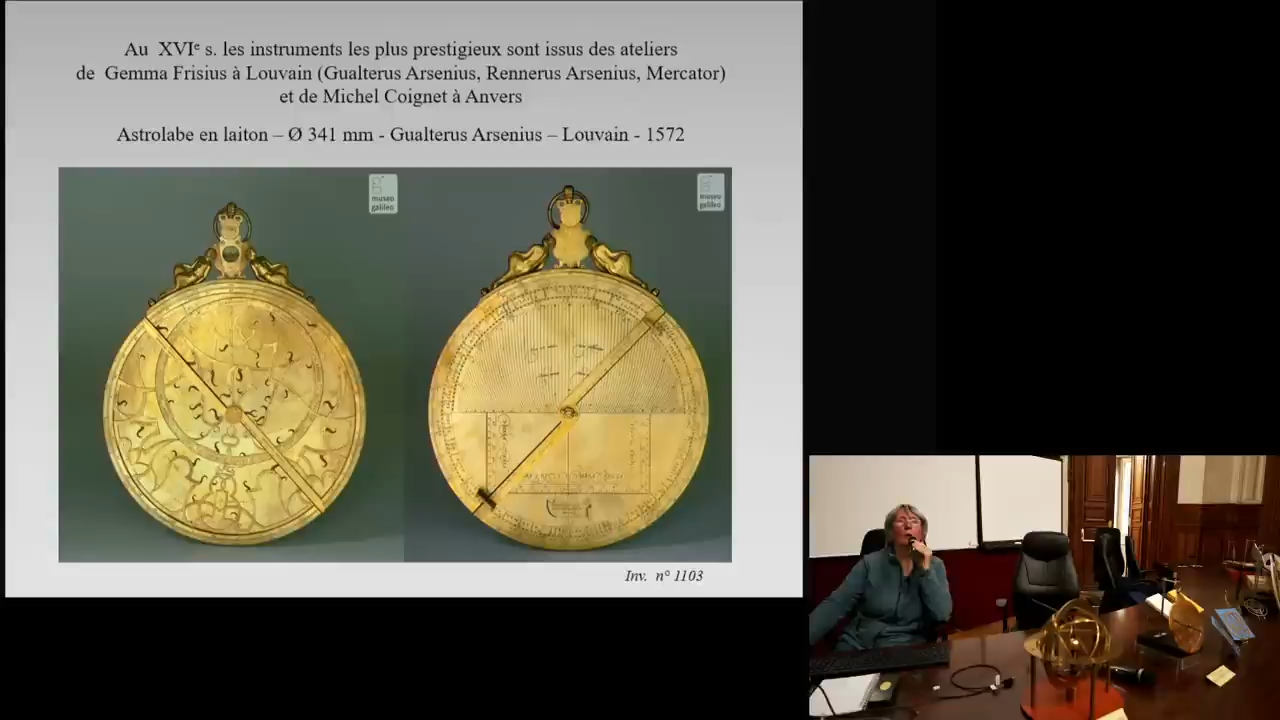 Au XVIᵉ s. les instruments les plus prestigieux sont issus des ateliers
de Gemma Frisius à Louvain (Gualterus Arsenius, Rennerus Arsenius, Mercator)
et de Michel Coignet à Anvers
Astrolabe en laiton – Ø 341 mm - Gualterus Arsenius – Louvain - 1572
museo
galileo
museo
galileo
Inv. n° 1103